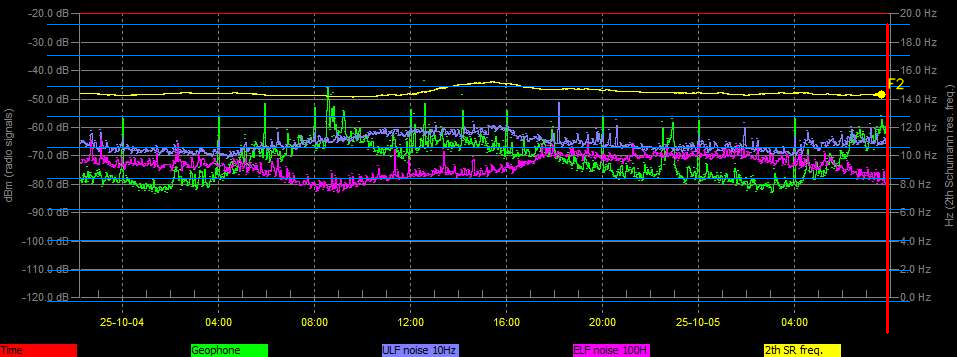 -20.0 dB 20.0 Hz
-30.0 dB 18.0 Hz
-40.0 dB 16.0 Hz
F2
-50.0 dB 14.0 Hz
-60.0 dB 12.0 Hz
-70.0 dB 10.0 Hz
-80.0 dB 8.0 Hz
-90.0 dB 6.0 Hz
-100.0 dB 4.0 Hz
-110.0 dB 2.0 Hz
-120.0 dB 0.0 Hz
dBm (radio signals)
Hz (2th Schumann res. freq.)
25-10-04 04:00 08:00 12:00 16:00 20:00 25-10-05 04:00
Time Geophone ULF noise 10Hz ELF noise 100H 2th SR freq.